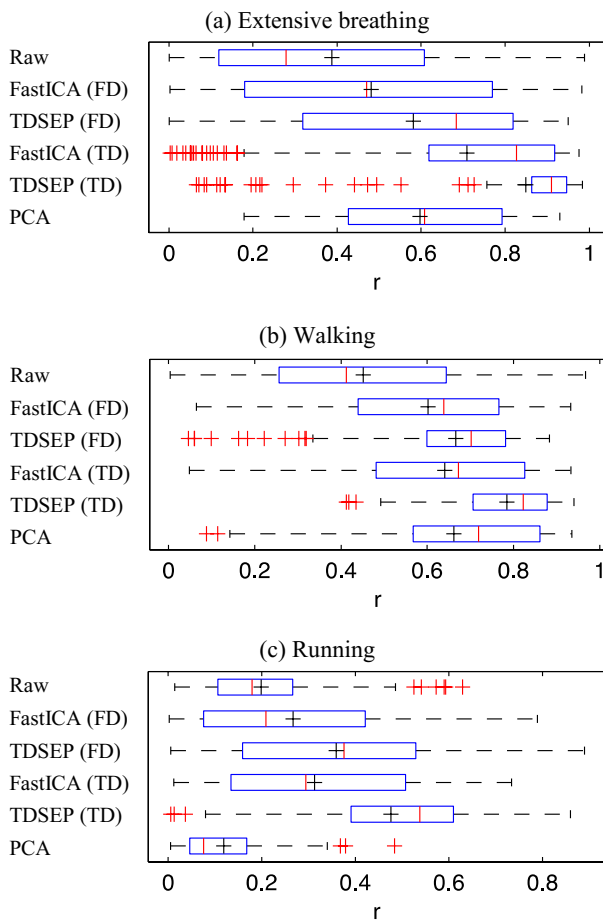 (a) Extensive breathing
Raw
FastICA (FD)
TDSEP (FD)
FastICA (TD)
TDSEP (TD)
PCA
0 0.2 0.4 0.6 0.8 1
r
(b) Walking
Raw
FastICA (FD)
TDSEP (FD)
FastICA (TD)
TDSEP (TD)
PCA
0 0.2 0.4 0.6 0.8 1
r
(c) Running
Raw
FastICA (FD)
TDSEP (FD)
FastICA (TD)
TDSEP (TD)
PCA
0 0.2 0.4 0.6 0.8
r